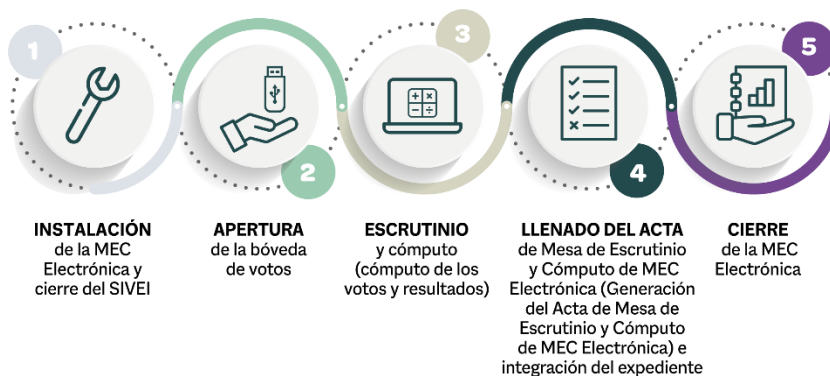 1
INSTALACIÓN
de la MEC
Electrónica y
cierre del SIVEI
2
APERTURA
de la bóveda
de votos
3
ESCRUTINIO
y cómputo
(cómputo de los
votos y resultados)
4
LLENADO DEL ACTA
de Mesa de Escrutinio
y Cómputo de MEC
Electrónica (Generación
del Acta de Mesa de
Escrutinio y Cómputo
de MEC Electrónica) e
integración del expediente
5
CIERRE
de la MEC
Electrónica